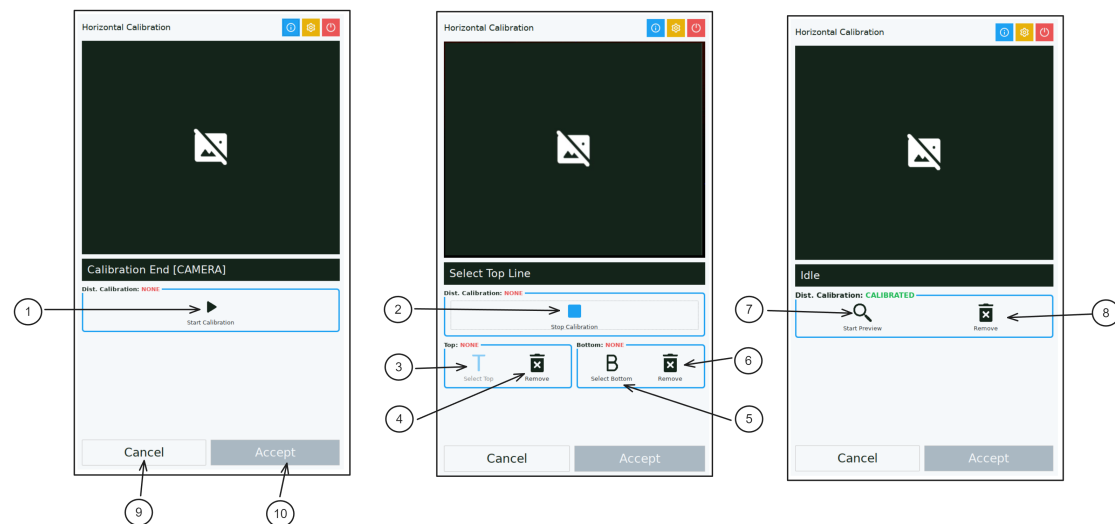 Horizontal Calibration
Calibration End [CAMERA]
Dist. Calibration: NONE
Start Calibration
Cancel
Accept
1
9
10
Horizontal Calibration
Select Top Line
Dist. Calibration: NONE
Stop Calibration
Top: NONE
T
Select Top
Remove
Bottom: NONE
B
Select Bottom
Remove
Cancel
Accept
2
3
4
5
6
Horizontal Calibration
Idle
Dist. Calibration: CALIBRATED
Start Preview
Remove
Cancel
Accept
7
8